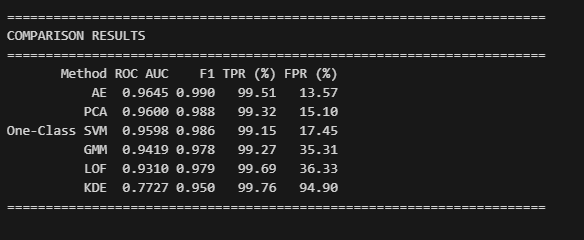 ======================================================================
COMPARISON RESULTS
======================================================================
Method ROC AUC F1 TPR (%) FPR (%)
AE 0.9645 0.990 99.51 13.57
PCA 0.9600 0.988 99.32 15.10
One-Class SVM 0.9598 0.986 99.15 17.45
GMM 0.9419 0.978 99.27 35.31
LOF 0.9310 0.979 99.69 36.33
KDE 0.7727 0.950 99.76 94.90
======================================================================